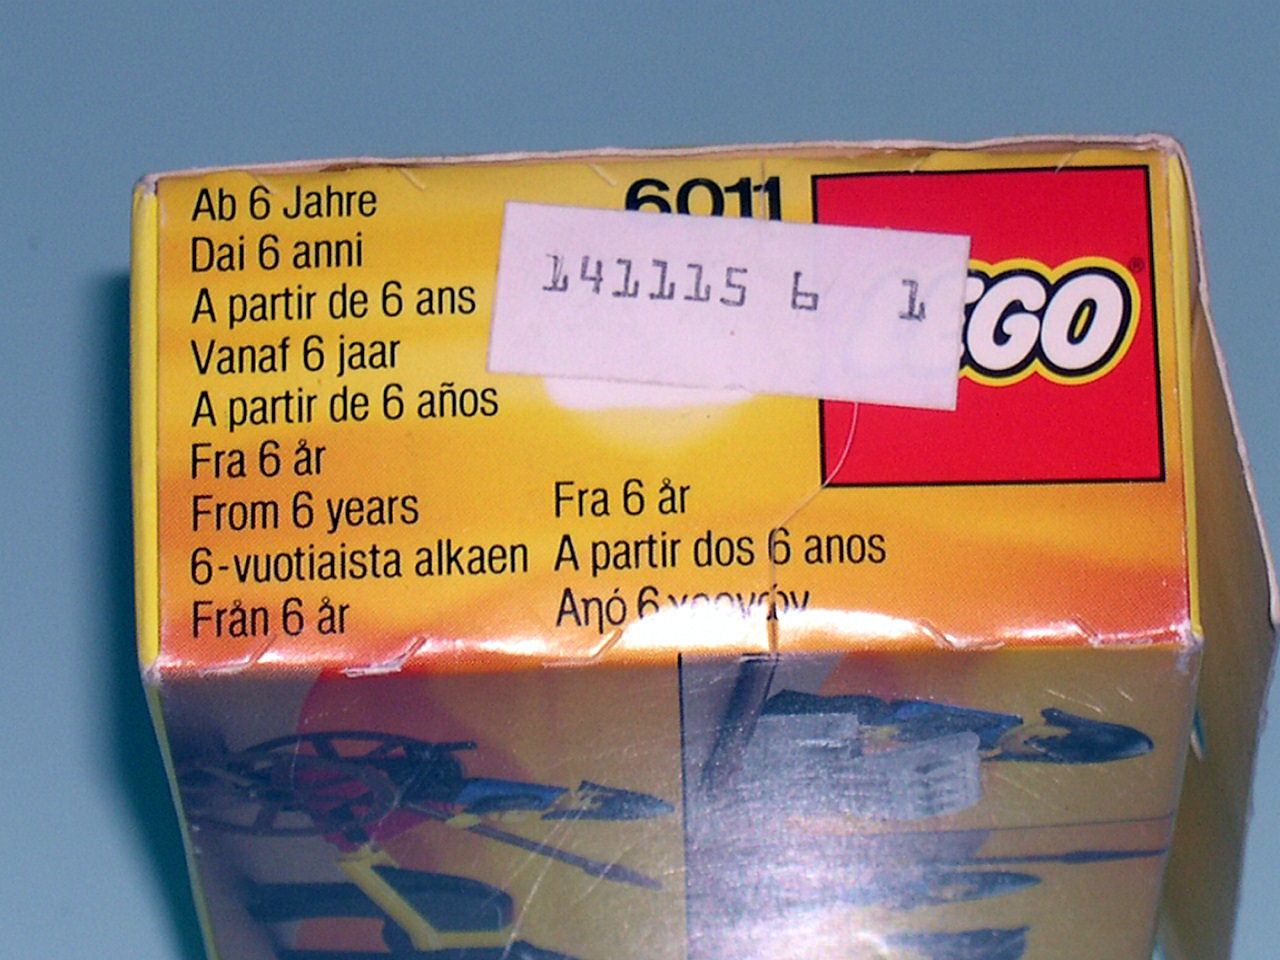 Ab 6 Jahre
Dai 6 anni
A partir de 6 ans
Vanaf 6 jaar
A partir de 6 años
Fra 6 år
From 6 years
6-vuotiaista alkaen
Från 6 år
Fra 6 år
A partir dos 6 anos
Aηó 6
6011
141115 6 1
GO